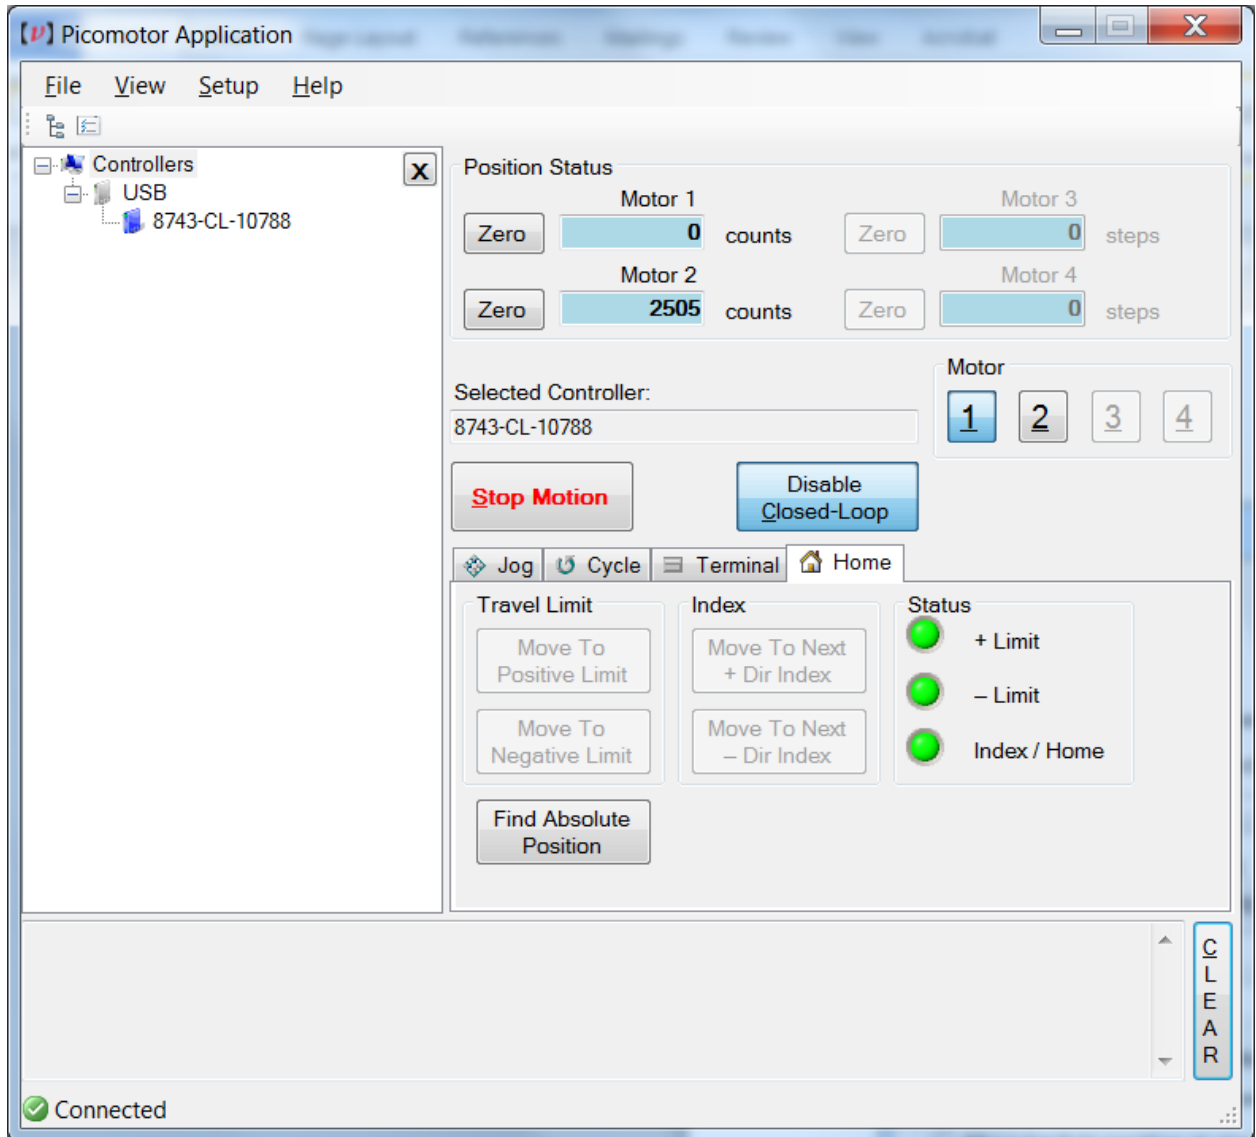 [ν] Picomotor Application
File View Setup Help
Controllers
USB
8743-CL-10788
X
Position Status
Motor 1
Zero 0 counts
Motor 3
Zero 0 steps
Motor 2
Zero 2505 counts
Motor 4
Zero 0 steps
Selected Controller:
8743-CL-10788
Motor
1 2 3 4
Stop Motion
Disable
Closed-Loop
Jog Cycle Terminal Home
Travel Limit
Move To
Positive Limit
Move To
Negative Limit
Index
Move To Next
+ Dir Index
Move To Next
– Dir Index
Status
+ Limit
– Limit
Index / Home
Find Absolute
Position
C
L
E
A
R
Connected